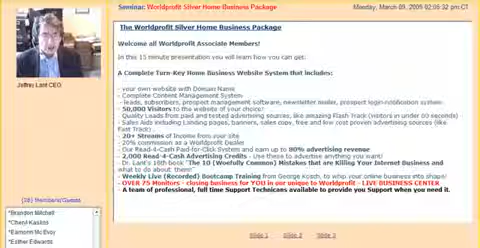 Seminar: Worldprofit Silver Home Business Package
Monday, March 09, 2009 02:06:32 pm CT
The Worldprofit Silver Home Business Package
Welcome all Worldprofit Associate Members!
In this 15 minute presentation you will learn how you can get:
A Complete Turn-Key Home Business Website System that includes:
- your own website with Domain Name
- Complete Content Management System
- leads, subscribers, prospect management software, newsletter mailer, prospect login-notification system.
- 50,000 Visitors to the website of your choice!
Quality Leads from paid and tested advertising sources, like amazing Flash Track (visitors in under 60 seconds)
- Sales Aids including Landing pages, banners, sales copy, free and low cost proven advertising sources (like
Fast Track)
- 20+ Streams of Income from your site
- 20% commission as a Worldprofit Dealer
- Our Read-4-Cash Paid-for-Click System and earn up to 80% advertising revenue
- 2,000 Read-4-Cash Advertising Credits - Use these to advertise anything you want!
- Dr. Lant's 18th book "The 10 (Woefully Common) Mistakes that are Killing Your Internet Business and
what to do about them!"
- Weekly Live (Recorded) Bootcamp Training from George Kosch, to whip your online business into shape!
- OVER 75 Monitors - closing business for YOU in our unique to Worldprofit - LIVE BUSINESS CENTER
- A team of professional, full time Support Technicans available to provide you Support when you need it.
Jeffrey Lant CEO
Members/Guests
*Brandon Mitchell
*Cheryl
*Eamonn McEvoy
*Esther Edwards
Slide 1
Slide 2
Slide 3